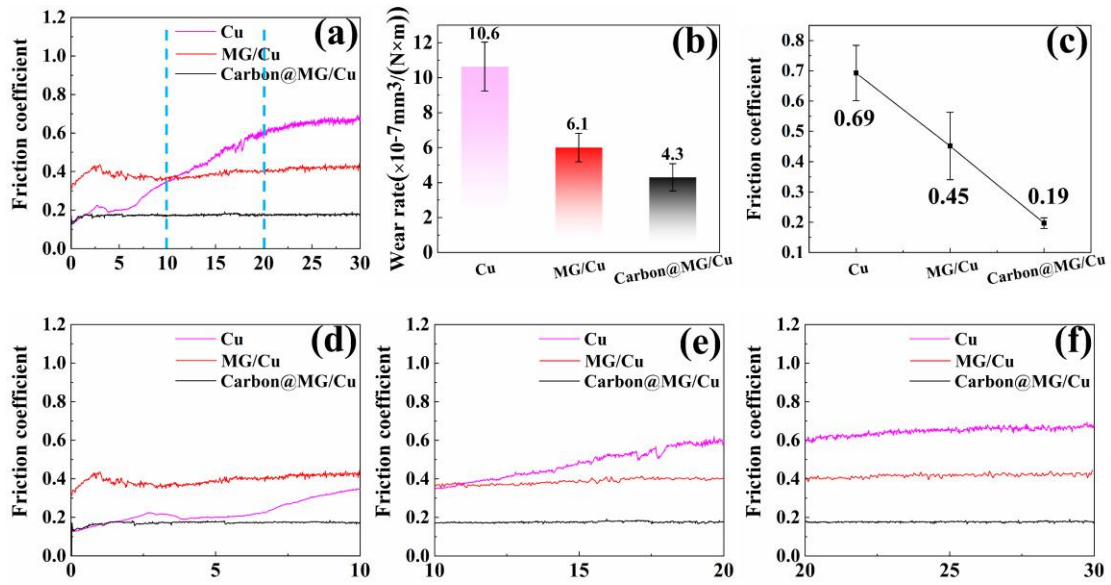 (a)
Friction coefficient
1.2
1.0
0.8
0.6
0.4
0.2
0.0
Cu
MG/Cu
Carbon@MG/Cu
0 5 10 15 20 25 30
(b)
Wear rate(×10-7mm3/(N×m)
12
10
8
6
4
2
0
10.6
6.1
4.3
Cu MG/Cu Carbon@MG/Cu
(c)
Friction coefficient
0.8
0.7
0.6
0.5
0.4
0.3
0.2
0.1
0.69
0.45
0.19
Cu MG/Cu Carbon@MG/Cu
(d)
Friction coefficient
1.2
1.0
0.8
0.6
0.4
0.2
0.0
Cu
MG/Cu
Carbon@MG/Cu
0 5 10
(e)
Friction coefficient
1.2
1.0
0.8
0.6
0.4
0.2
0.0
Cu
MG/Cu
Carbon@MG/Cu
10 15 20
(f)
Friction coefficient
1.2
1.0
0.8
0.6
0.4
0.2
0.0
Cu
MG/Cu
Carbon@MG/Cu
20 25 30